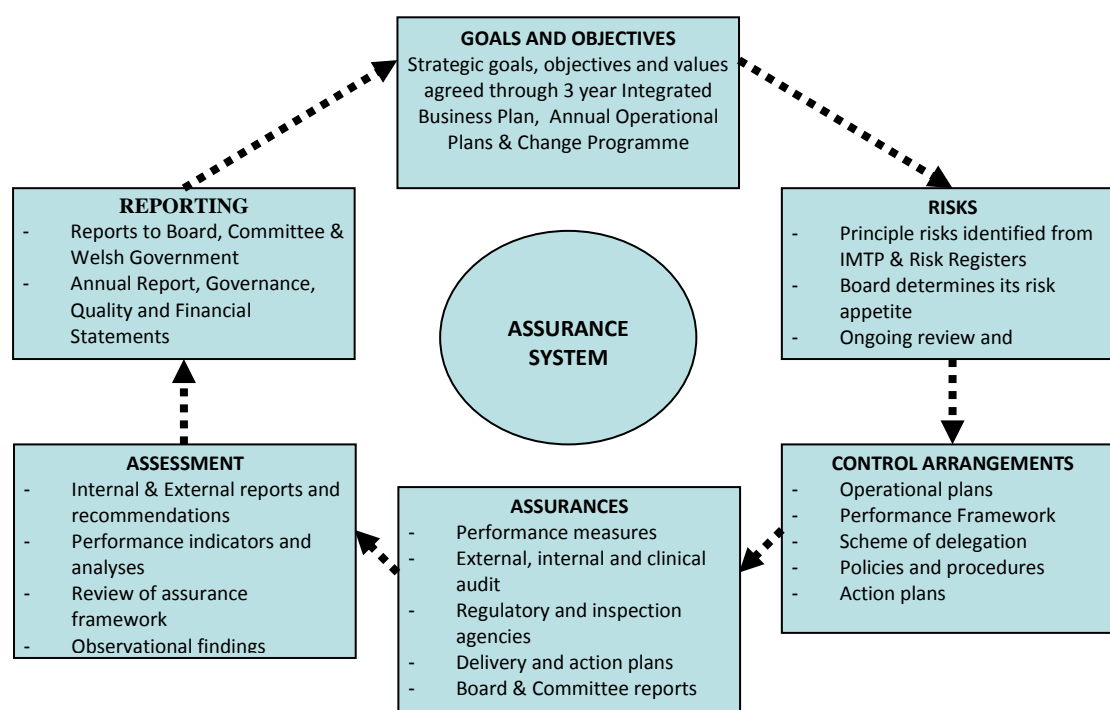 GOALS AND OBJECTIVES
Strategic goals, objectives and values
agreed through 3 year Integrated
Business Plan,  Annual Operational
Plans & Change Programme
RISKS
- Principle risks identified from
IMTP & Risk Registers
- Board determines its risk
appetite
- Ongoing review and
CONTROL ARRANGEMENTS
- Operational plans
- Performance Framework
- Scheme of delegation
- Policies and procedures
- Action plans
ASSURANCES
- Performance measures
- External, internal and clinical
audit
- Regulatory and inspection
agencies
- Delivery and action plans
- Board & Committee reports
ASSESSMENT
- Internal & External reports and
recommendations
- Performance indicators and
analyses
- Review of assurance
framework
- Observational findings
REPORTING
- Reports to Board, Committee &
Welsh Government
- Annual Report, Governance,
Quality and Financial
Statements
ASSURANCE
SYSTEM